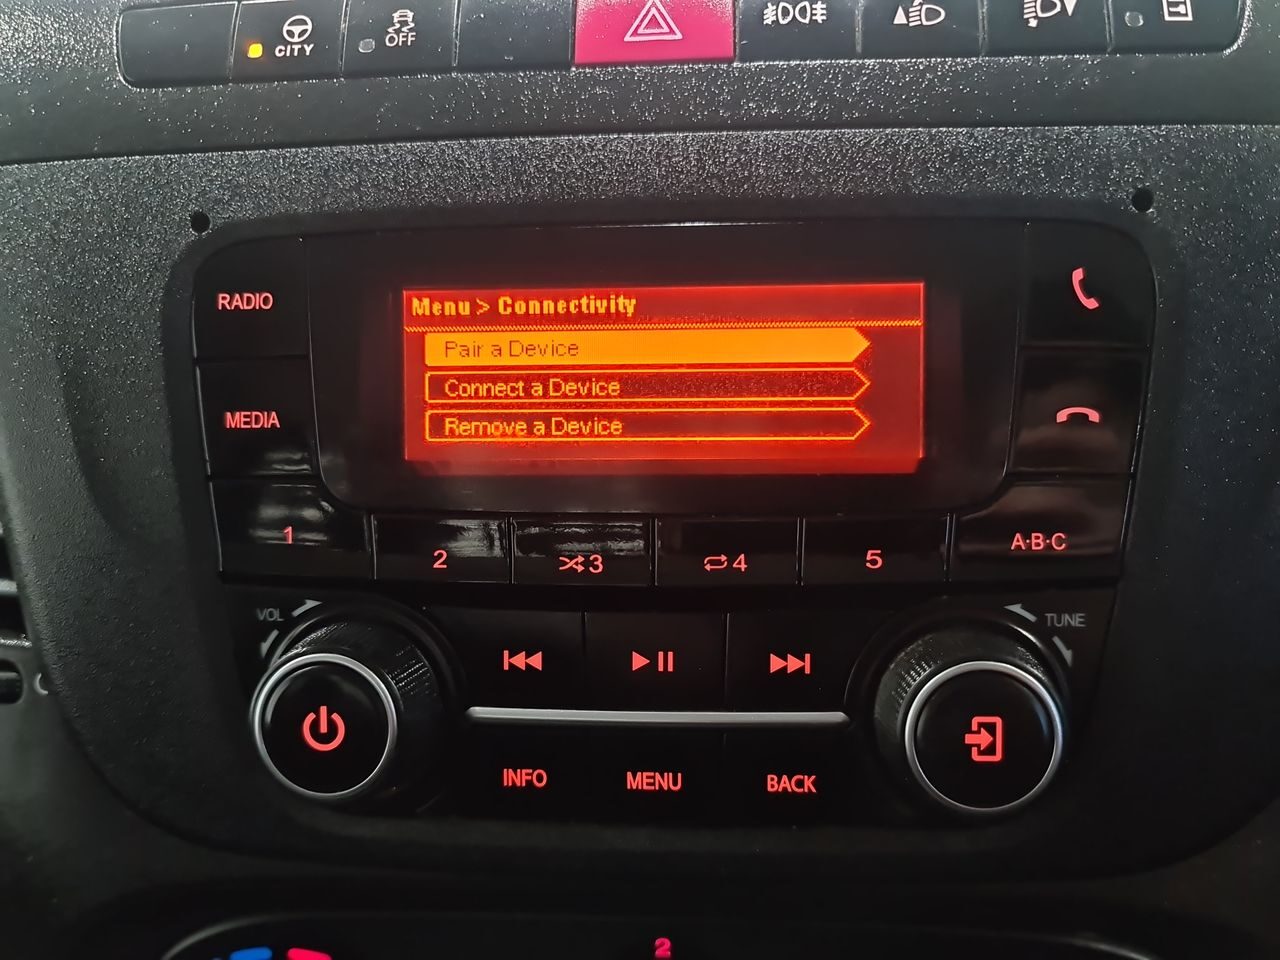 CITY
OFF
RADIO
Menu > Connectivity
Pair a Device
Connect a Device
Remove a Device
MEDIA
1
2
3
4
5
A·B·C
VOL
TUNE
INFO
MENU
BACK
2